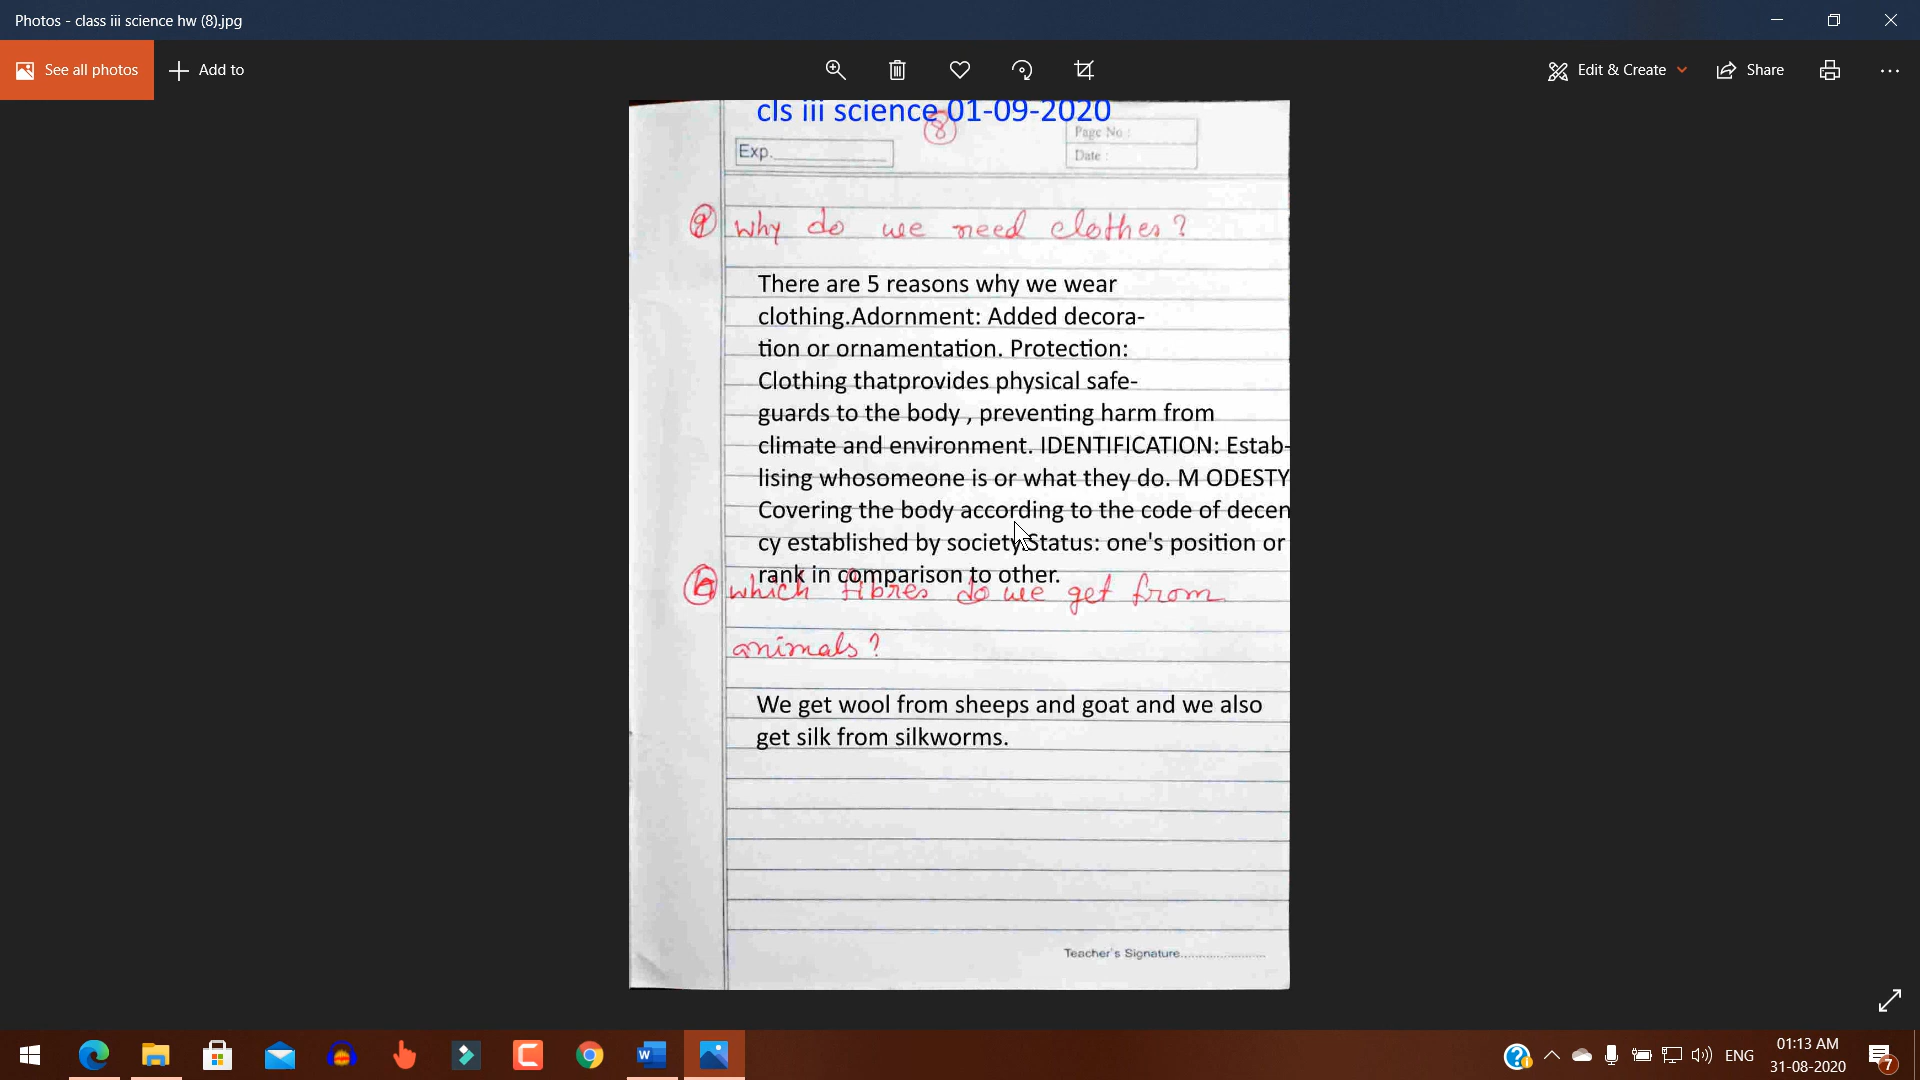 Photos - class iii science hw (8).jpg
See all photos
Add to
Edit & Create
Share
cls iii science 01-09-2020
8
Page No :
Exp.
Date :
a why do we need clothes?
There are 5 reasons why we wear
clothing.Adornment: Added decora-
tion or ornamentation. Protection:
Clothing thatprovides physical safe-
guards to the body , preventing harm from
climate and environment. IDENTIFICATION: Estab-
lising whosomeone is or what they do. M ODESTY
Covering the body according to the code of decen
cy established by society.Status: one's position or
rank in comparison to other.
b which fibres do we get from
animals?
We get wool from sheeps and goat and we also
get silk from silkworms.
Teacher's Signature........................
ENG
01:13 AM
31-08-2020
7